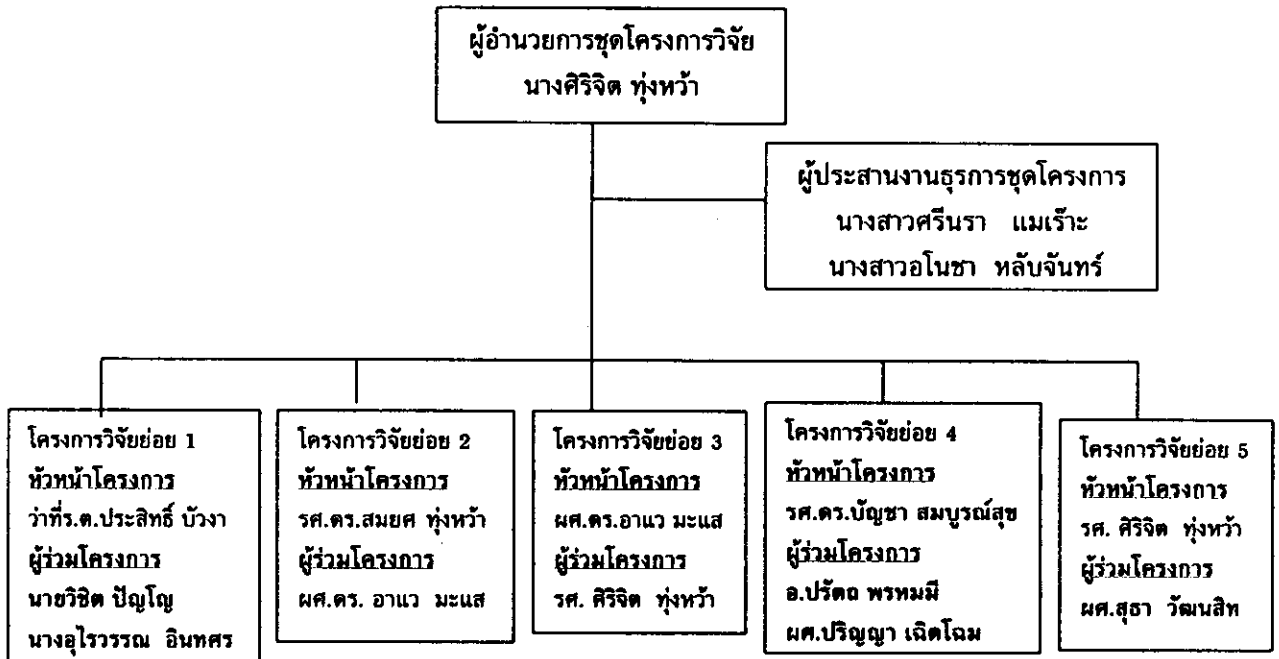 ผู้อำนวยการชุดโครงการวิจัย
นางศิริจิต ทุ่งหว้า
ผู้ประสานงานธุรการชุดโครงการ
นางสาวศรีนรา แมเร๊าะ
นางสาวอโนชา หลับจันทร์
โครงการวิจัยย่อย 1
หัวหน้าโครงการ
ว่าที่ร.ต.ประสิทธิ์ บัวงา
ผู้ร่วมโครงการ
นายวิชิต ปัญโญ
นางอุไรวรรณ อินทศร
โครงการวิจัยย่อย 2
หัวหน้าโครงการ
รศ.ดร.สมยศ ทุ่งหว้า
ผู้ร่วมโครงการ
ผศ.ดร. อาแว มะแส
โครงการวิจัยย่อย 3
หัวหน้าโครงการ
ผศ.ดร.อาแว มะแส
ผู้ร่วมโครงการ
รศ. ศิริจิต ทุ่งหว้า
โครงการวิจัยย่อย 4
หัวหน้าโครงการ
รศ.ดร.บัญชา สมบูรณ์สุข
ผู้ร่วมโครงการ
อ.ปรัตถ พรหมมี
ผศ.ปริญญา เฉิดโฉม
โครงการวิจัยย่อย 5
หัวหน้าโครงการ
รศ. ศิริจิต ทุ่งหว้า
ผู้ร่วมโครงการ
ผศ.สุธา วัฒนสิท